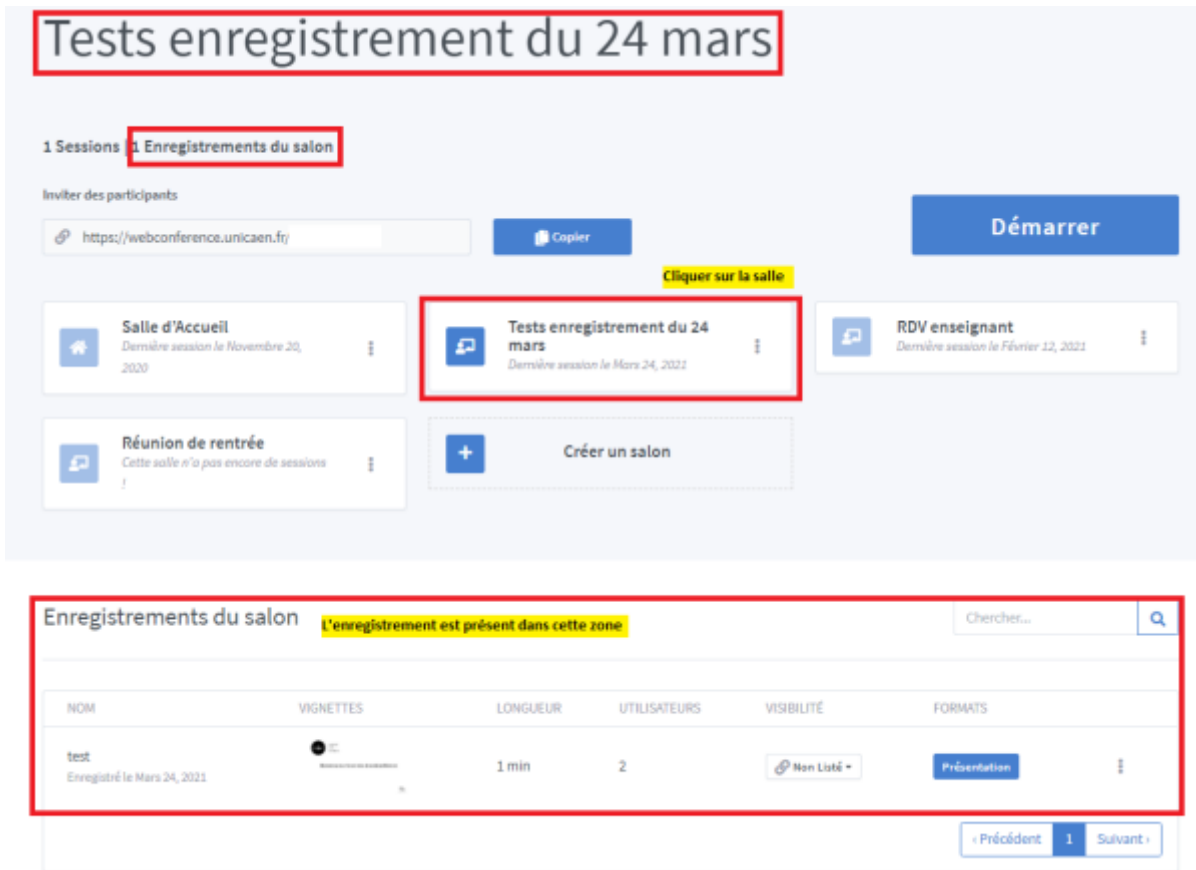 Tests enregistrement du 24 mars
1 Sessions | 1 Enregistrements du salon
Inviter des participants
https://webconference.unicaen.fr/
Copier
Démarrer
Cliquer sur la salle
Salle d'Accueil
Dernière session le Novembre 20,
2020
Tests enregistrement du 24
mars
Dernière session le Mars 24, 2021
RDV enseignant
Dernière session le Février 12, 2021
Réunion de rentrée
Cette salle n'a pas encore de sessions
!
Créer un salon
Enregistrements du salon
L'enregistrement est présent dans cette zone
Chercher...
NOM VIGNETTES LONGUEUR UTILISATEURS VISIBILITÉ FORMATS
test
Enregistré le Mars 24, 2021
1 min
2
Non Listé
Présentation
‹ Précédent 1 Suivant ›